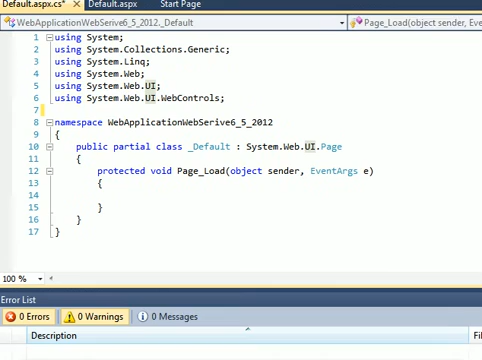 Default.aspx.cs* Default.aspx Start Page
WebApplicationWebSerive6_5_2012._Default Page_Load(object sender, Eve
1 using System;
2 using System.Collections.Generic;
3 using System.Linq;
4 using System.Web;
5 using System.Web.UI;
6 using System.Web.UI.WebControls;
7
8 namespace WebApplicationWebSerive6_5_2012
9 {
10 public partial class _Default : System.Web.UI.Page
11 {
12 protected void Page_Load(object sender, EventArgs e)
13 {
14
15 }
16 }
17 }
100 %
Error List
0 Errors 0 Warnings 0 Messages
Description Fil